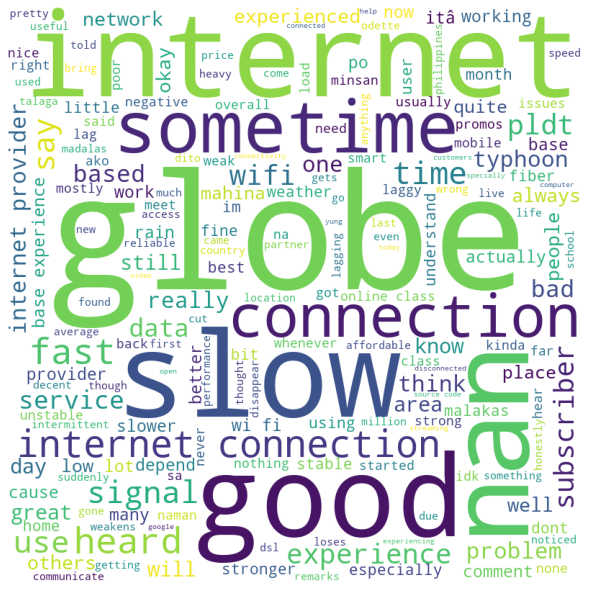 pretty
useful
network
told
odette
used
nice
right
poor
okay
bring
price
heavy
connected
help
come
load
experienced
now
user
po
minsan
philippines
itâ
working
month
speed
internet
sometime
talaga
negative
overall
usually
need
anything
promos
issues
internet provider
say
little
said
lag
madalas
ako
dito
weak
connectivity
smart
mobile
customers
specially
pldt
base
wifi
time
typhoon
based
one
gets
laggy
wrong
fiber
computer
mostly
work
mahina
weather
go
live
always
base experience
new
meet
access
much
im
yung
understand
life
school
people
rain
fine
came
country
na
partner
lagging
last
even
today
actually
still
reliable
video
best
globe
found
location
got
online class
really
bad
data
cut
connection
fast
average
back
first
better
performance
bit
thought
disappear
whenever
affordable
kinda
know
far
provider
decent
though
open
slow
class
disconnected
place
think
service
unstable
intermittent
slower
never
wi fi
using
million
source code
streaming
area
strong
malakas
hear
honestly
subscriber
nan
internet connection
day
low
lot
depend
nothing
stable
started
idk
something
suddenly
sa
cause
signal
good
due
well
great
many
gone
naman
dont
noticed
home
weakens
google
use
heard
dsl
loses
experiencing
experience
problem
others
getting
will
stronger
remarks
especially
comment
none
communicate